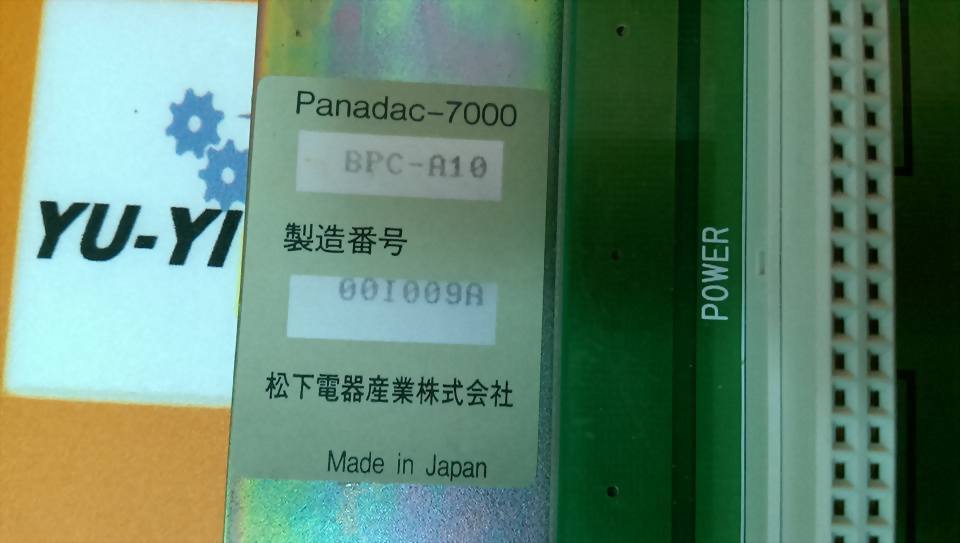 Panadac-7000
BPC-A10
製造番号
00I009A
松下電器産業株式会社
Made in Japan
YU-YI
POWER